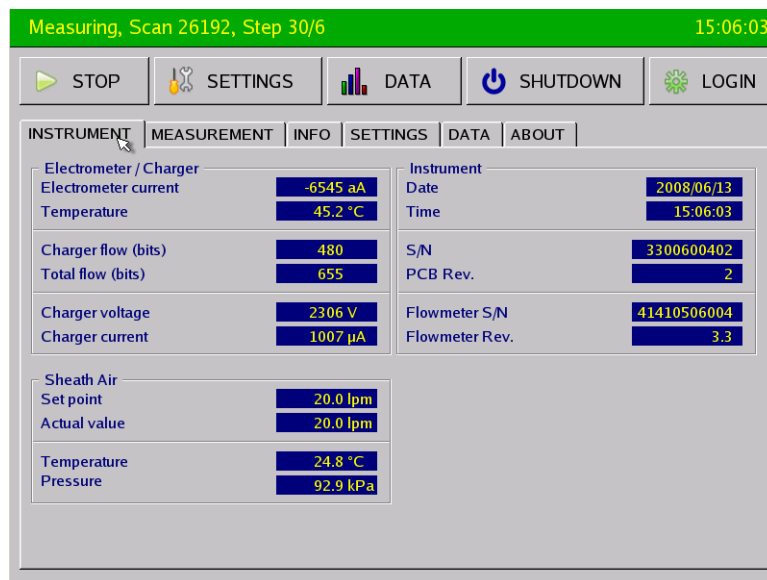 Measuring, Scan 26192, Step 30/6 15:06:03
STOP SETTINGS DATA SHUTDOWN LOGIN
INSTRUMENT MEASUREMENT INFO SETTINGS DATA ABOUT
Electrometer / Charger
Electrometer current -6545 aA
Temperature 45.2 °C
Charger flow (bits) 480
Total flow (bits) 655
Charger voltage 2306 V
Charger current 1007 µA
Instrument
Date 2008/06/13
Time 15:06:03
S/N 3300600402
PCB Rev. 2
Flowmeter S/N 41410506004
Flowmeter Rev. 3.3
Sheath Air
Set point 20.0 lpm
Actual value 20.0 lpm
Temperature 24.8 °C
Pressure 92.9 kPa